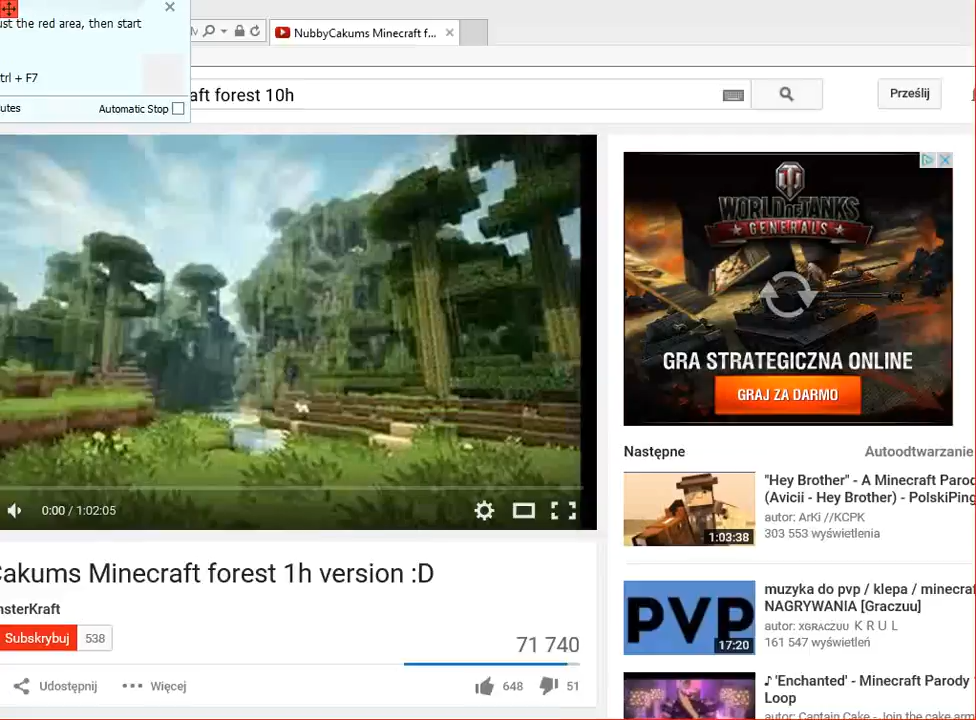 ust the red area, then start
NubbyCakums Minecraft f...
trl + F7
utes
Automatic Stop
aft forest 10h
Prześlij
WORLD OF TANKS
GENERALS
GRA STRATEGICZNA ONLINE
GRAJ ZA DARMO
0:00 / 1:02:05
Cakums Minecraft forest 1h version :D
nsterKraft
Subskrybuj 538
71 740
Udostępnij
Więcej
648
51
Następne
Autoodtwarzanie
"Hey Brother" - A Minecraft Parod
(Avicii - Hey Brother) - PolskiPing
autor: ArKi //KCPK
303 553 wyświetlenia
1:03:38
muzyka do pvp / klepa / minecraf
NAGRYWANIA [Graczuu]
autor: xGRACZUU K R U L
161 547 wyświetleń
PVP
17:20
♪ 'Enchanted' - Minecraft Parody
Loop
autor: Captain Cake - Join the cake arm